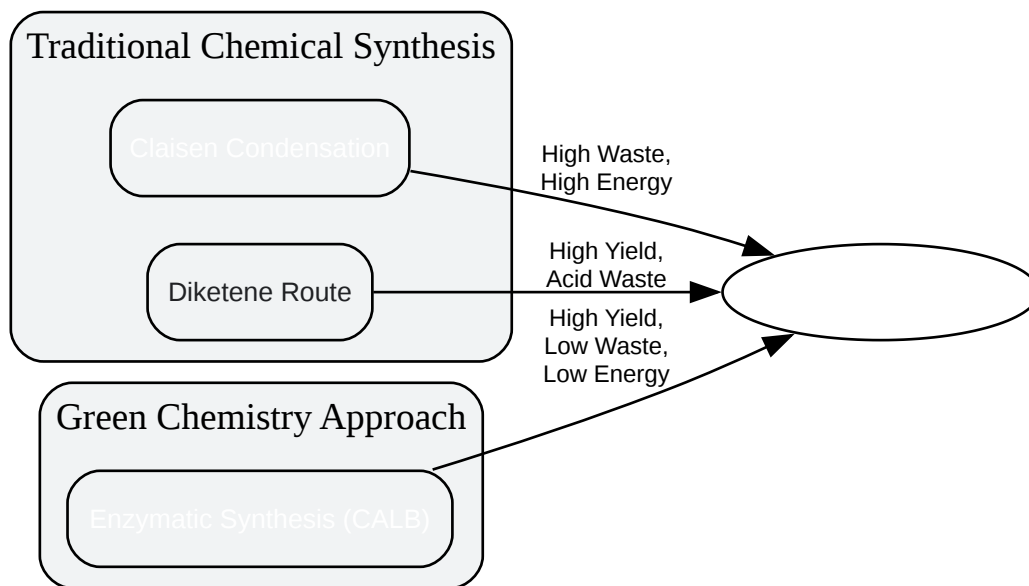 Traditional Chemical Synthesis
Claisen Condensation
High Waste,
High Energy
Diketene Route
High Yield,
Acid Waste
High Yield,
Low Waste,
Low Energy
Green Chemistry Approach
Enzymatic Synthesis (CALB)